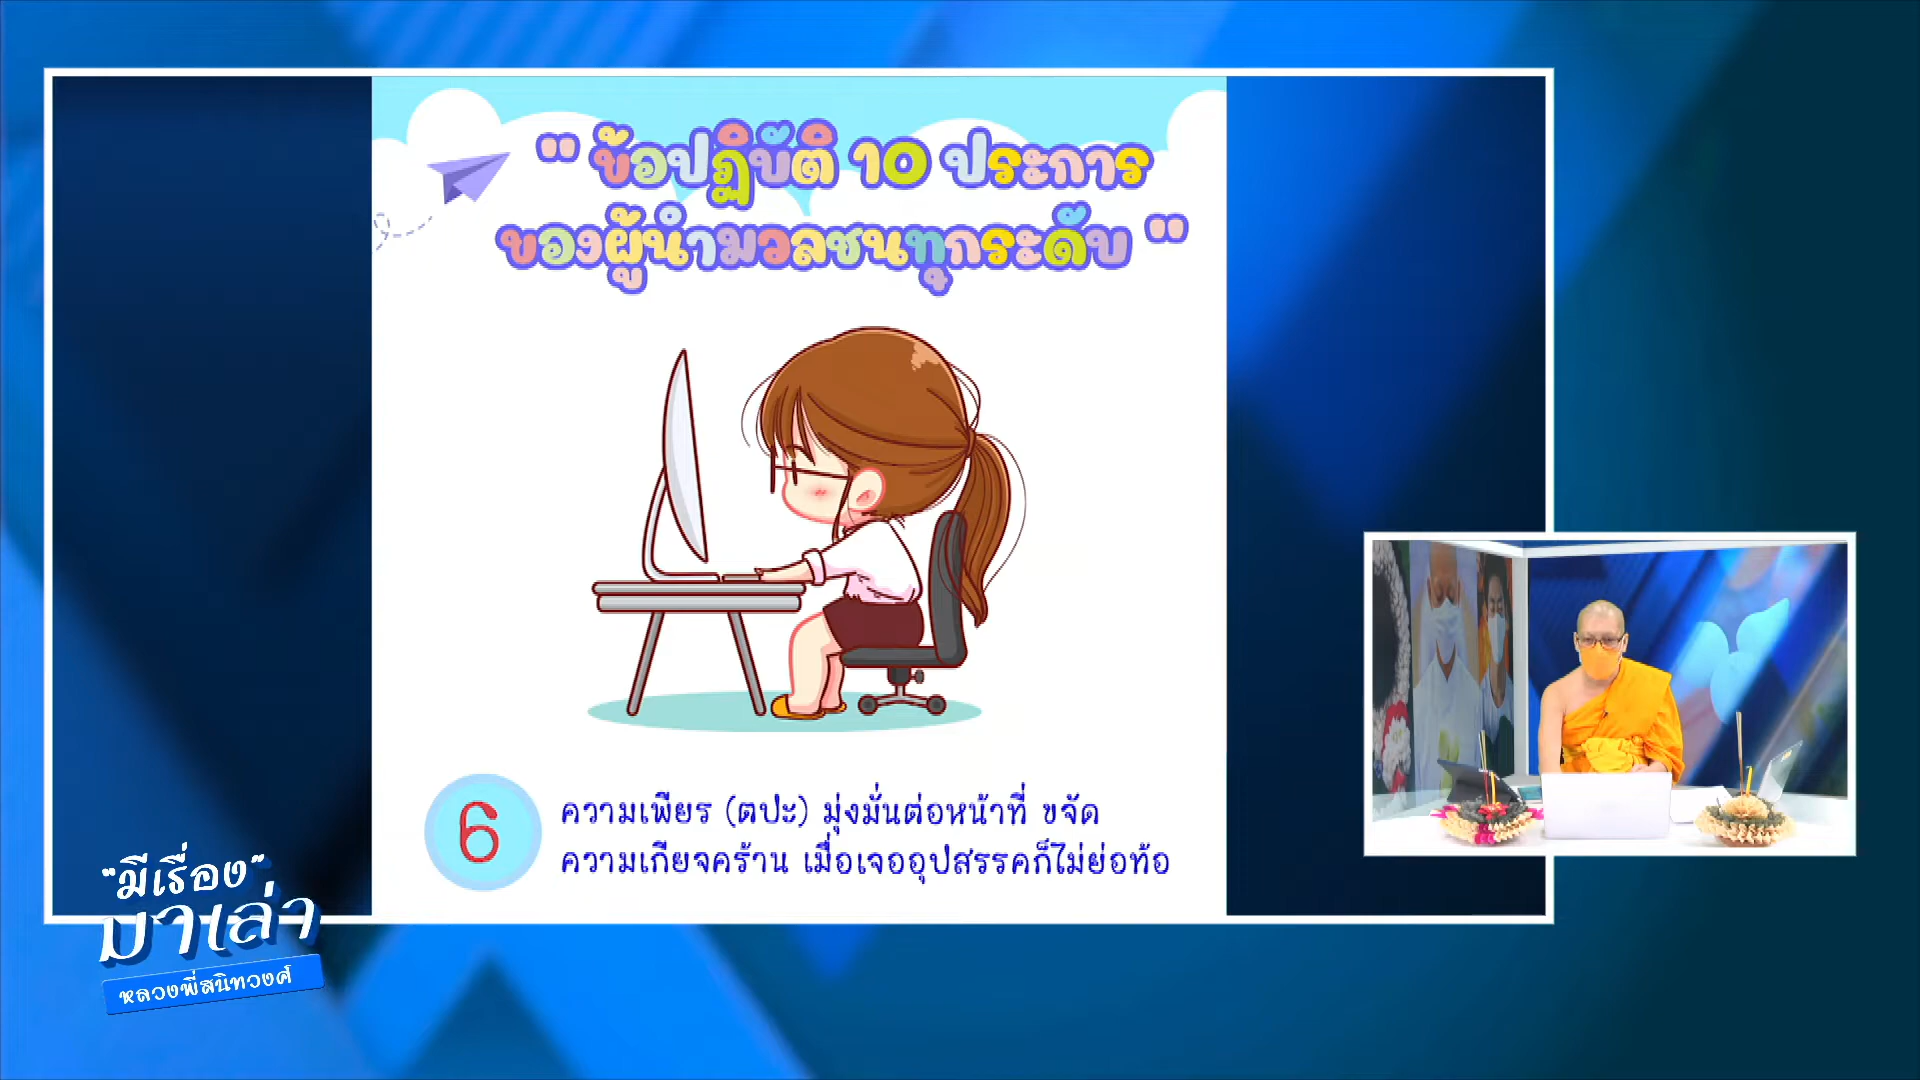 " ข้อปฏิบัติ 10 ประการ
ของผู้นำมวลชนทุกระดับ "
6
ความเพียร (ตปะ) มุ่งมั่นต่อหน้าที่ ขจัด
ความเกียจคร้าน เมื่อเจออุปสรรคก็ไม่ย่อท้อ
"มีเรื่อง"
มาเล่า
หลวงพี่สนิทวงศ์